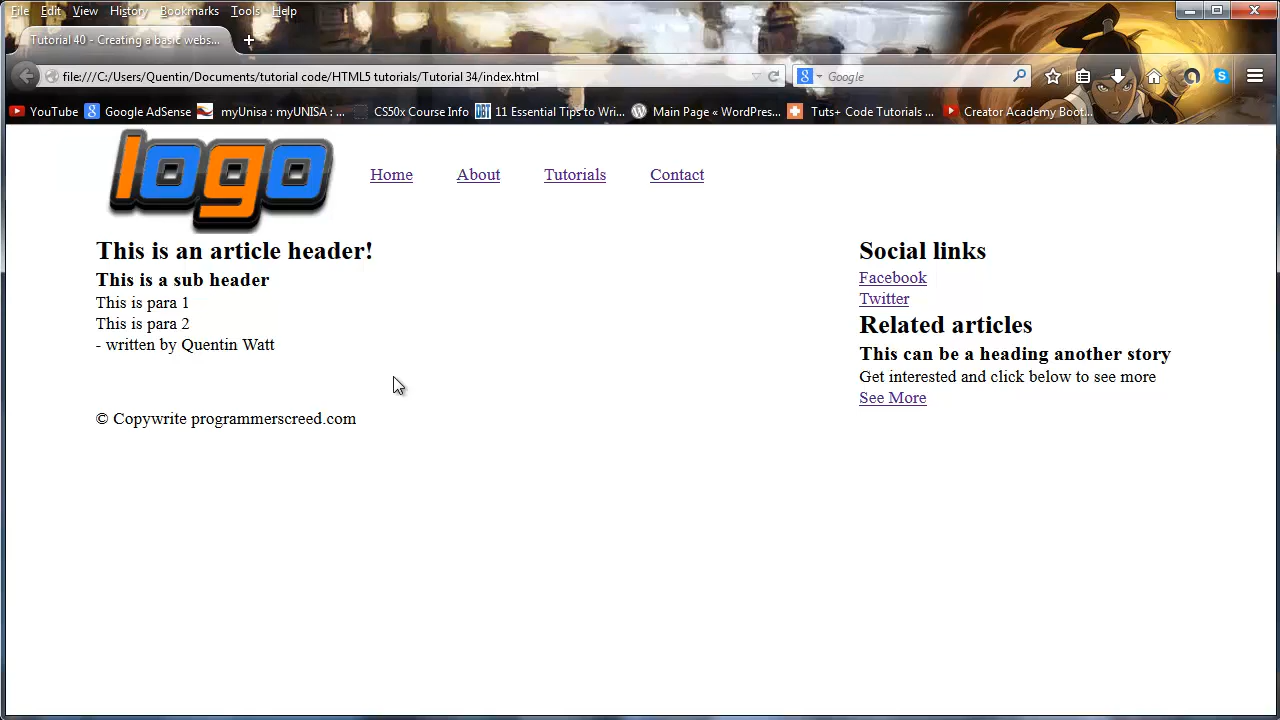 File Edit View History Bookmarks Tools Help
Tutorial 40 - Creating a basic webs...
file:///C:/Users/Quentin/Documents/tutorial code/HTML5 tutorials/Tutorial 34/index.html
Google
YouTube Google AdSense myUnisa : myUNISA : ... CS50x Course Info DBT 11 Essential Tips to Wri... Main Page « WordPres... Tuts+ Code Tutorials ... Creator Academy Boot...
logo
Home About Tutorials Contact
This is an article header!
This is a sub header
This is para 1
This is para 2
- written by Quentin Watt
© Copywrite programmerscreed.com
Social links
Facebook
Twitter
Related articles
This can be a heading another story
Get interested and click below to see more
See More